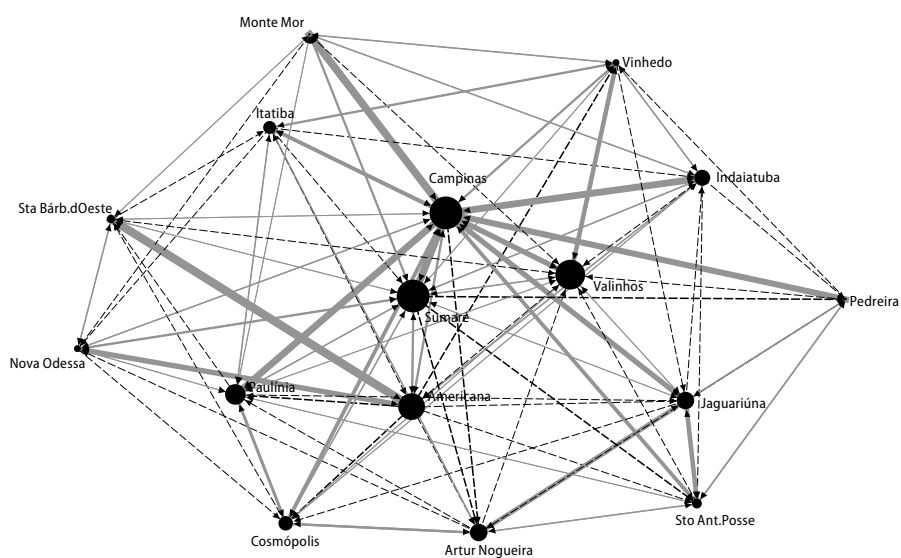 Monte Mor
Vinhedo
Itatiba
Campinas
Indaiatuba
Sta Bárb.dOeste
Valinhos
Pedreira
Sumaré
Nova Odessa
Paulínia
Americana
Jaguariúna
Sto Ant.Posse
Cosmópolis
Artur Nogueira